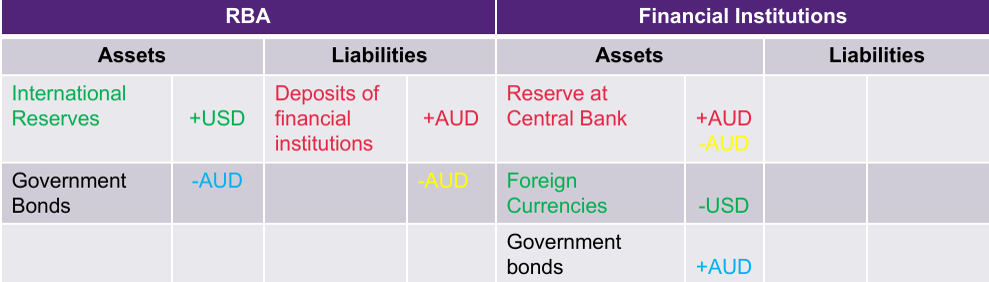 RBA Financial Institutions
Assets Liabilities Assets Liabilities
International Deposits of Reserve at
Reserves +USD financial +AUD Central Bank +AUD
institutions -AUD
Government -AUD -AUD Foreign
Bonds Currencies -USD
Government
bonds +AUD